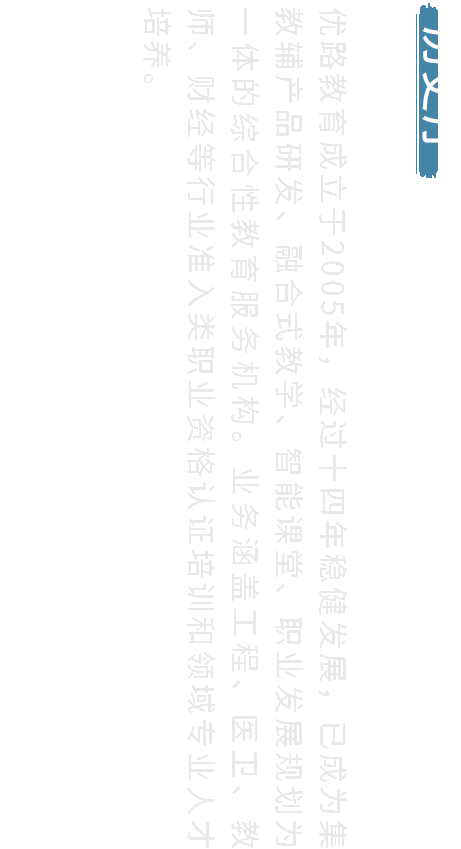 优路教育成立于2005年，经过十四年稳健发展，已成为集
教辅产品研发、融合式教学、智能课堂、职业发展规划为
一体的综合性教育服务机构。业务涵盖工程、医卫、教
师、财经等行业准入类职业资格认证培训和领域专业人才
培养。